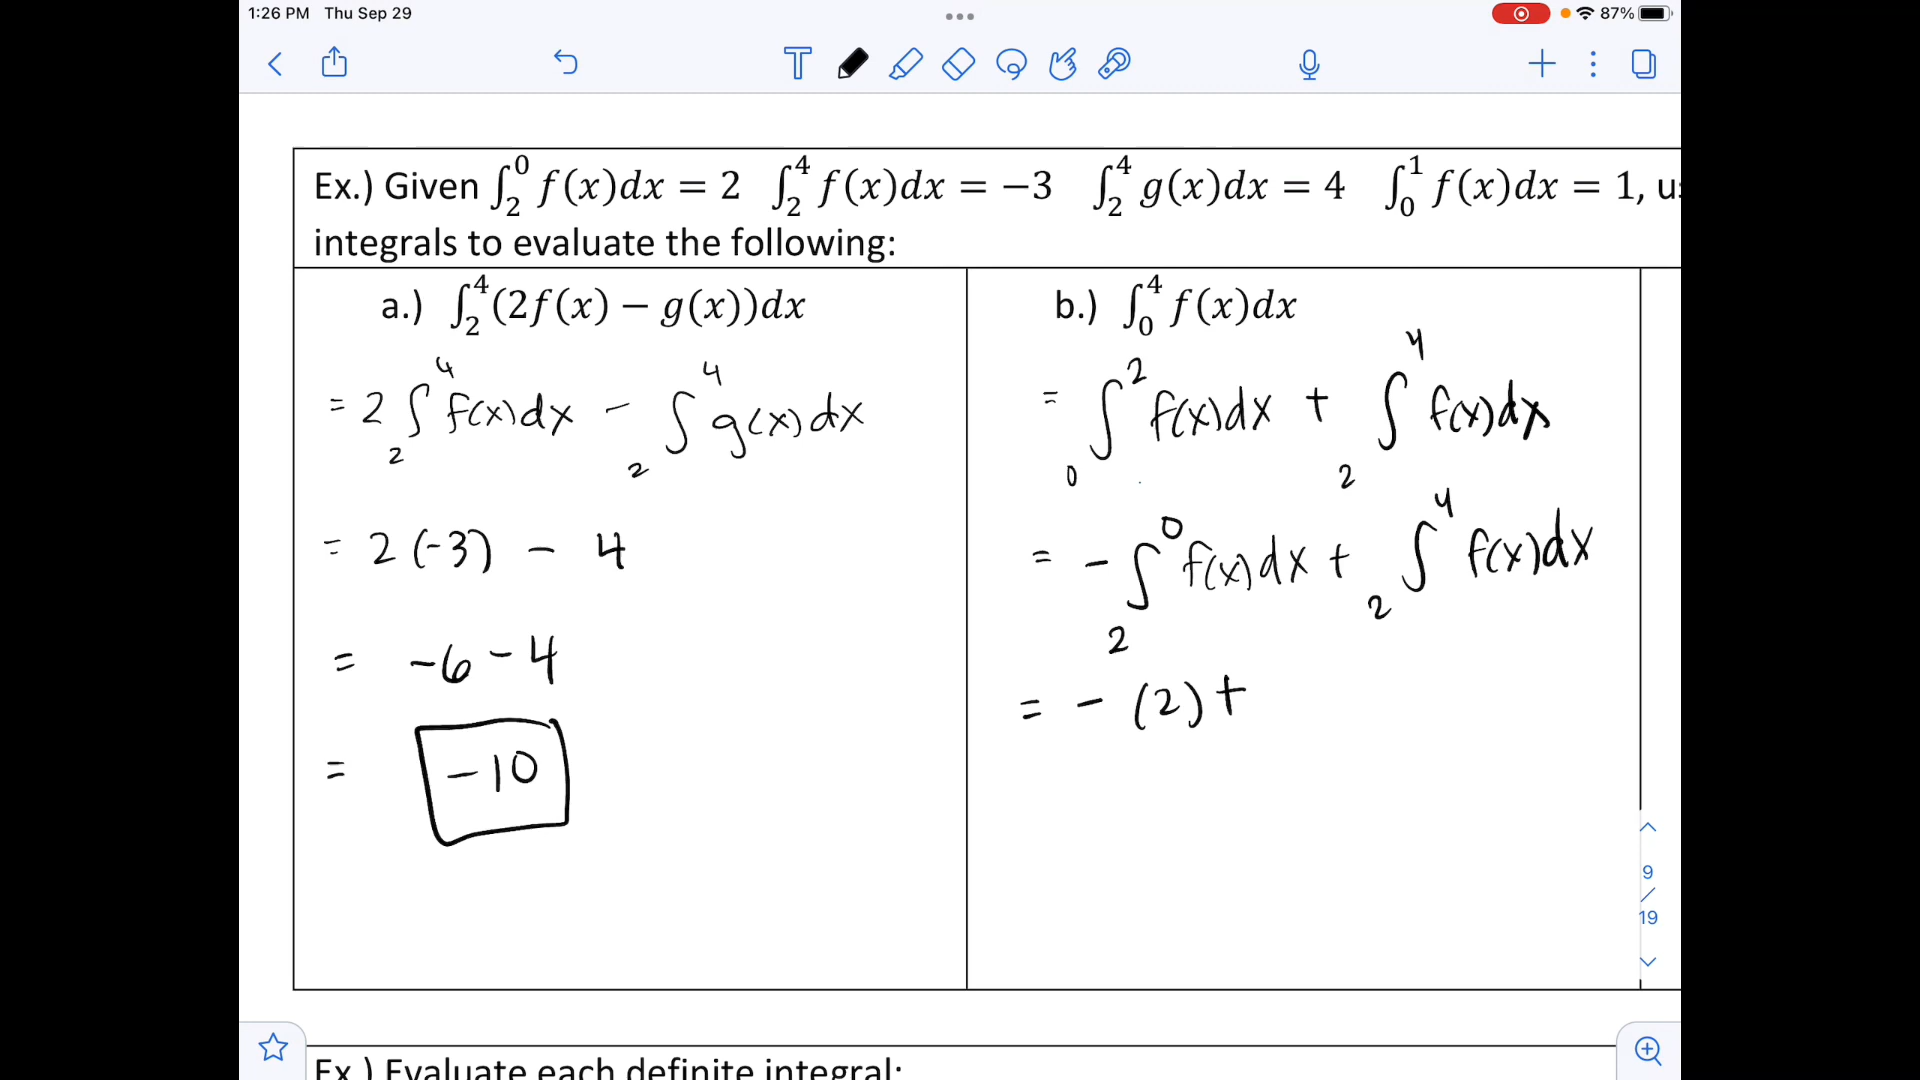 1:26 PM Thu Sep 29 87%
Ex.) Given ∫₂⁰ f(x)dx = 2 ∫₂⁴ f(x)dx = −3 ∫₂⁴ g(x)dx = 4 ∫₀¹ f(x)dx = 1,
integrals to evaluate the following:
a.) ∫₂⁴(2f(x) − g(x))dx
= 2 ∫₂⁴ f(x)dx − ∫₂⁴ g(x)dx
= 2(-3) − 4
= -6 - 4
= -10
b.) ∫₀⁴ f(x)dx
= ∫₀² f(x)dx + ∫₂⁴ f(x)dx
= - ∫₂⁰ f(x)dx + ∫₂⁴ f(x)dx
= - (2) +
9
/
19
Ex.) Evaluate each definite integral: